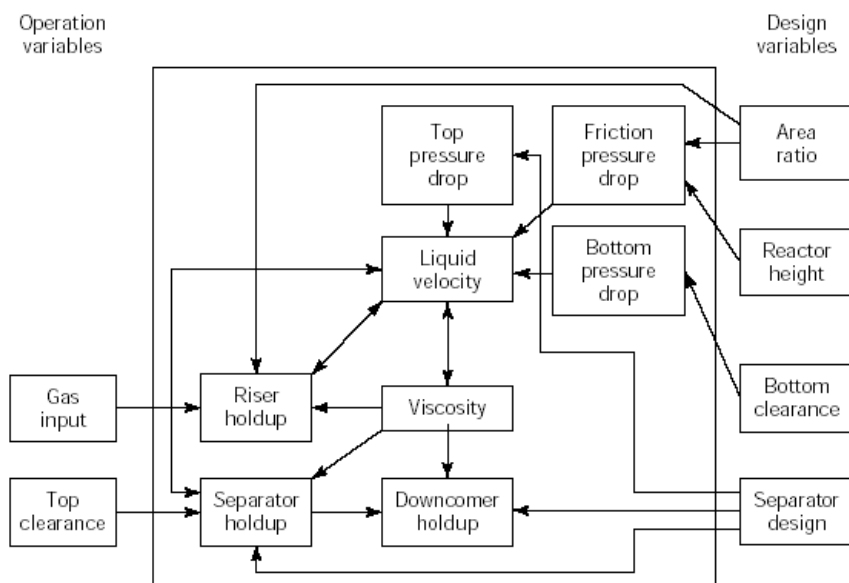 Operation
variables
Design
variables
Top
pressure
drop
Friction
pressure
drop
Area
ratio
Liquid
velocity
Bottom
pressure
drop
Reactor
height
Gas
input
Riser
holdup
Viscosity
Bottom
clearance
Top
clearance
Separator
holdup
Downcomer
holdup
Separator
design